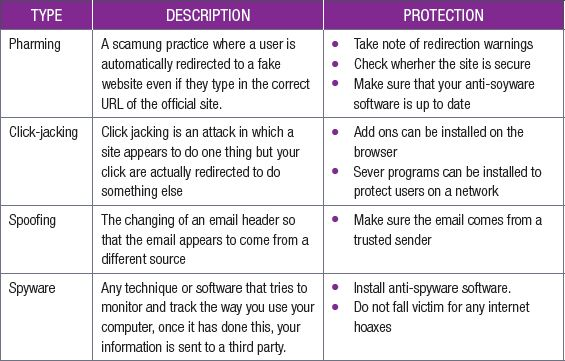 TYPE DESCRIPTION PROTECTION
Pharming
A scamung practice where a user is
automatically redirected to a fake
website even if they type in the correct
URL of the official site.
• Take note of redirection warnings
• Check wherher the site is secure
• Make sure that your anti-soyware
software is up to date
Click-jacking
Click jacking is an attack in which a
site appears to do one thing but your
click are actually redirected to do
something else
• Add ons can be installed on the
browser
• Sever programs can be installed to
protect users on a network
Spoofing
The changing of an email header so
that the email appears to come from a
different source
• Make sure the email comes from a
trusted sender
Spyware
Any technique or software that tries to
monitor and track the way you use your
computer, once it has done this, your
information is sent to a third party.
• Install anti-spyware software.
• Do not fall victim for any internet
hoaxes